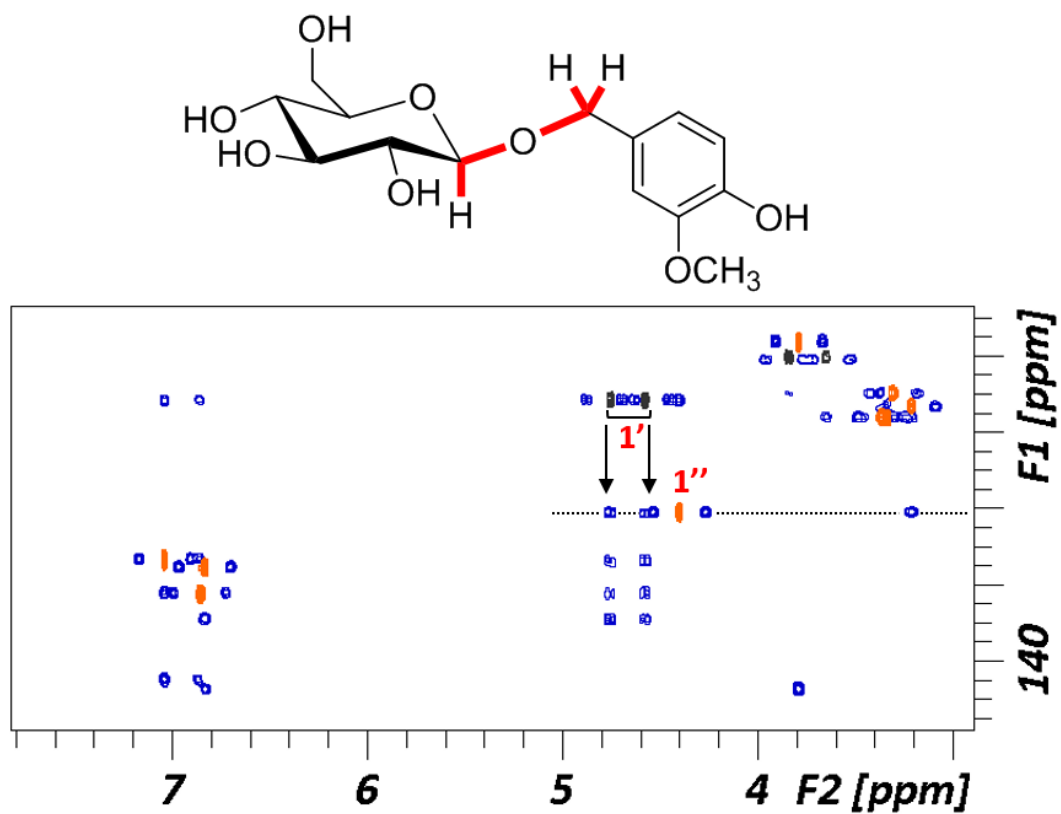 OH
H H
O
HO
O
HO
OH
H
OH
OCH3
1’
1’’
F1 [ppm]
140
7 6 5 4 F2 [ppm]